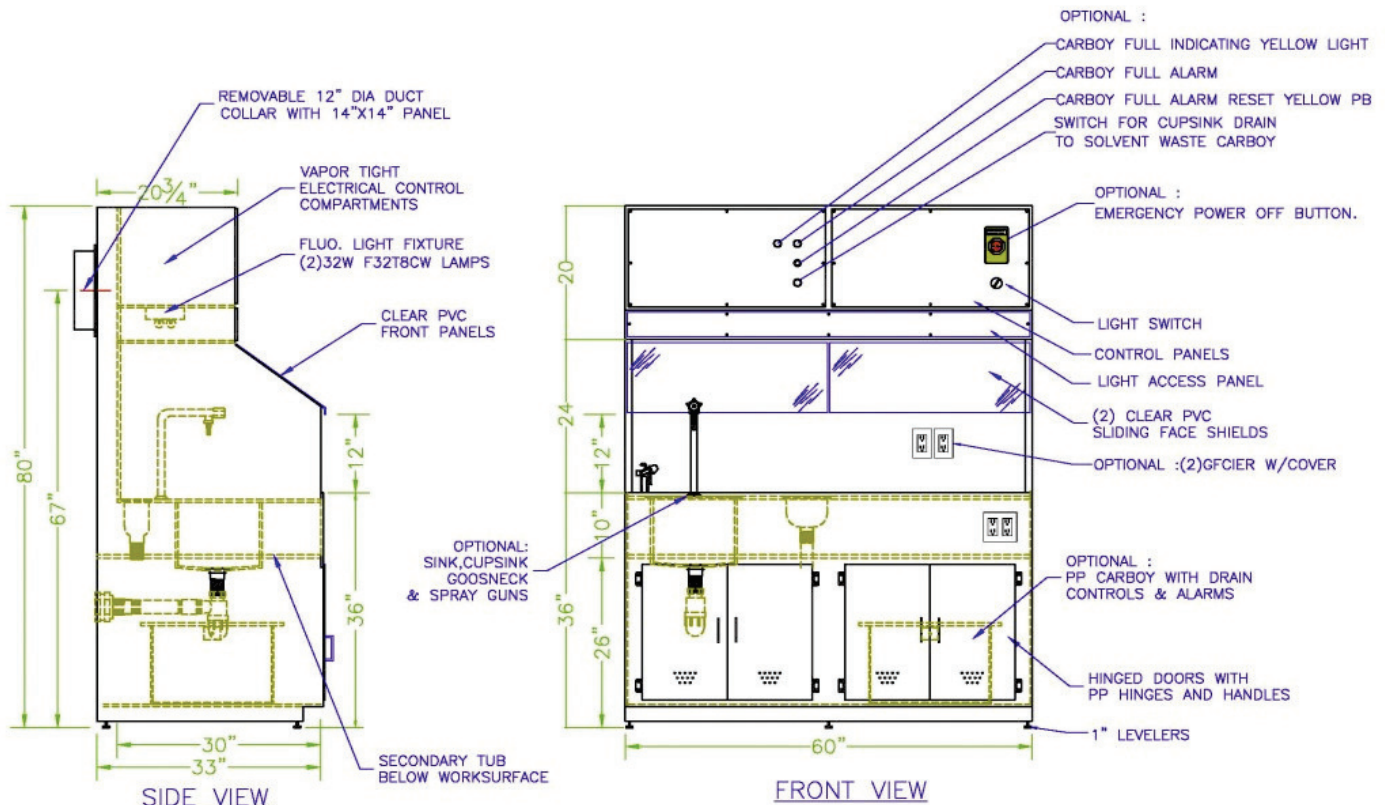 OPTIONAL :
CARBOY FULL INDICATING YELLOW LIGHT
CARBOY FULL ALARM
CARBOY FULL ALARM RESET YELLOW PB
SWITCH FOR CUPSINK DRAIN
TO SOLVENT WASTE CARBOY
REMOVABLE 12" DIA DUCT
COLLAR WITH 14"X14" PANEL
20 3/4"
VAPOR TIGHT
ELECTRICAL CONTROL
COMPARTMENTS
FLUO. LIGHT FIXTURE
(2)32W F32T8CW LAMPS
CLEAR PVC
FRONT PANELS
80"
67"
12"
36"
30"
33"
SECONDARY TUB
BELOW WORKSURFACE
SIDE VIEW
OPTIONAL :
EMERGENCY POWER OFF BUTTON.
LIGHT SWITCH
CONTROL PANELS
LIGHT ACCESS PANEL
(2) CLEAR PVC
SLIDING FACE SHIELDS
OPTIONAL :(2)GFCIER W/COVER
20
24
12"
10"
36"
26"
OPTIONAL:
SINK,CUPSINK
GOOSNECK
& SPRAY GUNS
OPTIONAL :
PP CARBOY WITH DRAIN
CONTROLS & ALARMS
HINGED DOORS WITH
PP HINGES AND HANDLES
1" LEVELERS
60"
FRONT VIEW